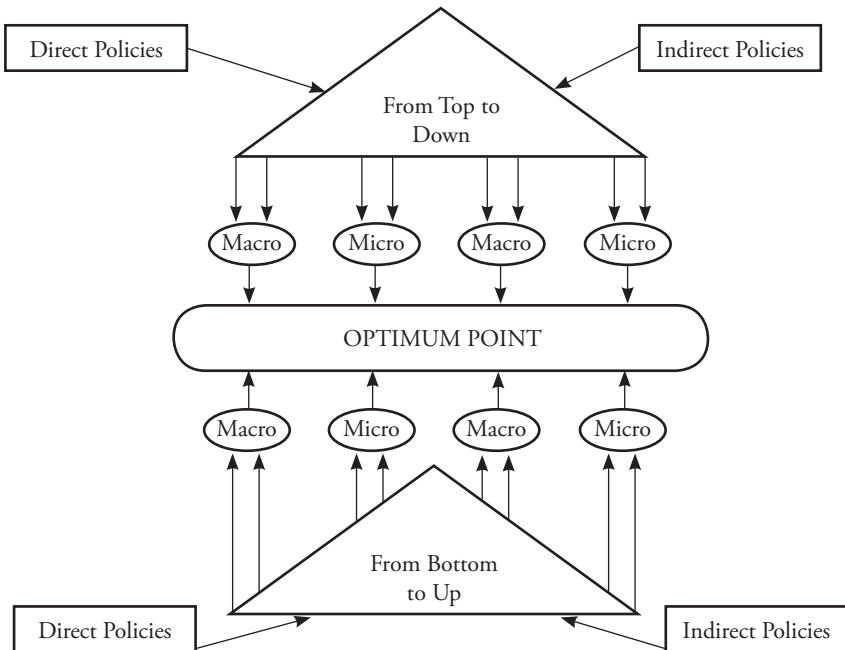 Direct Policies
Indirect Policies
From Top to
Down
Macro
Micro
Macro
Micro
OPTIMUM POINT
Macro
Micro
Macro
Micro
From Bottom
to Up
Direct Policies
Indirect Policies